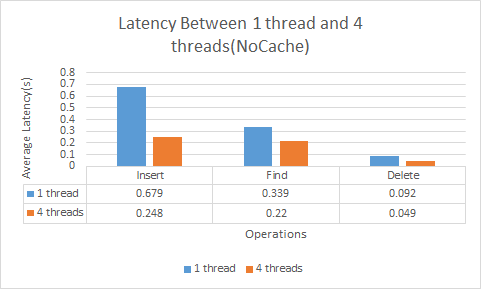 Latency Between 1 thread and 4
threads(NoCache)
Average Latency(s)
0.8
0.7
0.6
0.5
0.4
0.3
0.2
0.1
0
Insert Find Delete
1 thread 0.679 0.339 0.092
4 threads 0.248 0.22 0.049
Operations
1 thread 4 threads